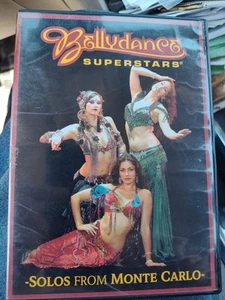 Bellydance
SUPERSTARS
-SOLOS FROM MONTE CARLO-